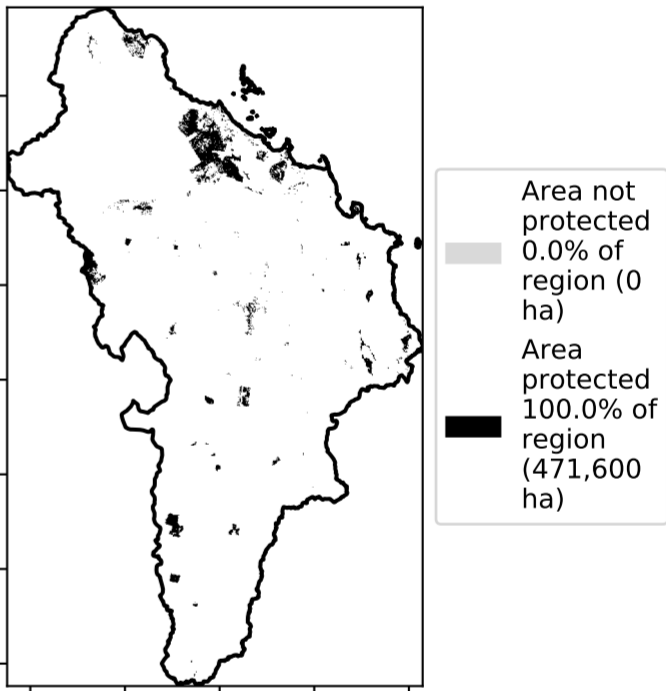 Area not
protected
0.0% of
region (0
ha)
Area
protected
100.0% of
region
(471,600
ha)